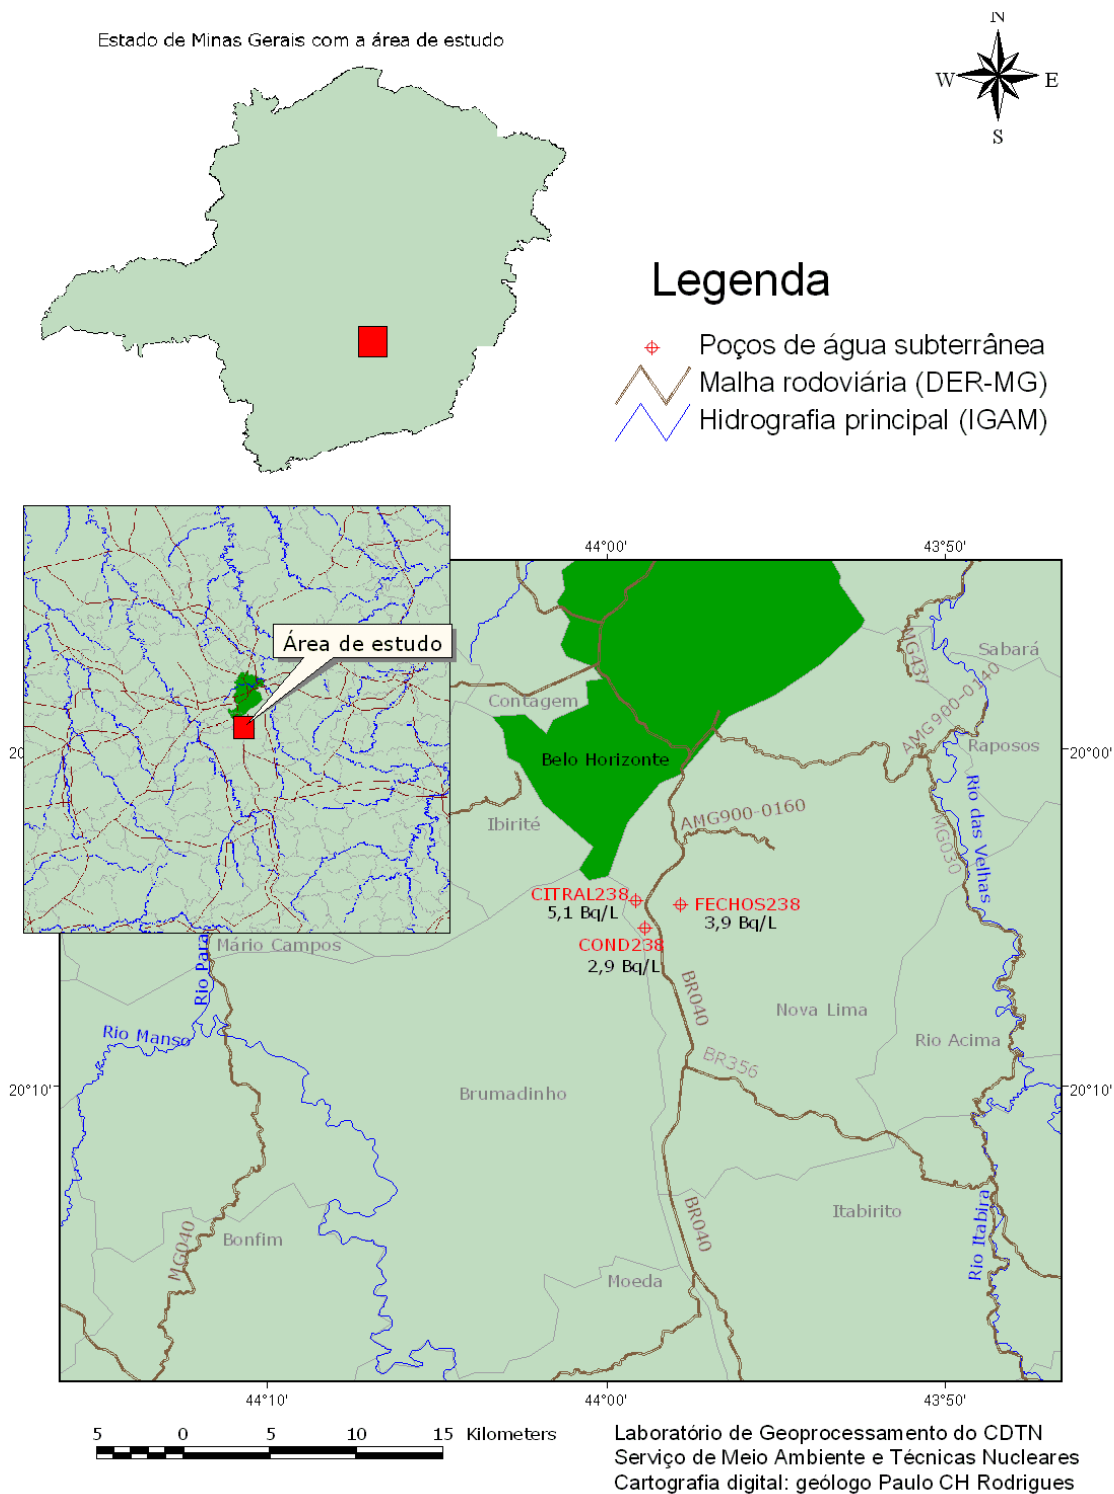 N
Estado de Minas Gerais com a área de estudo
W
E
S
Legenda
Poços de água subterrânea
Malha rodoviária (DER-MG)
Hidrografia principal (IGAM)
44°00'
43°50'
Área de estudo
MG437
Sabará
AMG900-0140
Contagem
Raposos
20°00'
20
Belo Horizonte
Rio das Velhas
AMG900-0160
Ibirité
MG030
CITRAL238
5,1 Bq/L
FECHOS238
3,9 Bq/L
COND238
2,9 Bq/L
Mário Campos
Rio Pará
BR040
Nova Lima
Rio Manso
Rio Acima
BR356
20°10'
20°10'
Brumadinho
Itabirito
BR040
Rio Itabira
MG040
Bonfim
Moeda
44°10'
44°00'
43°50'
5 0 5 10 15 Kilometers
Laboratório de Geoprocessamento do CDTN
Serviço de Meio Ambiente e Técnicas Nucleares
Cartografia digital: geólogo Paulo CH Rodrigues